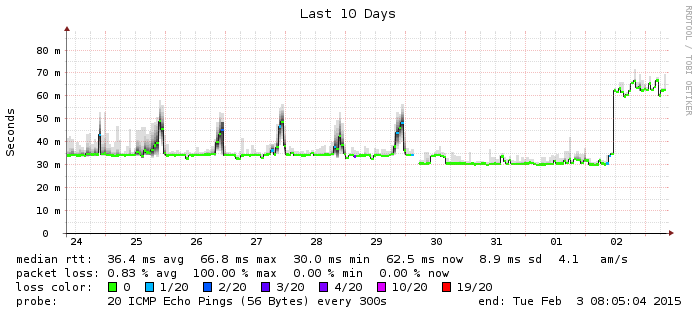 Last 10 Days
RRDTOOL / TOBI OETIKER
Seconds
80 m
70 m
60 m
50 m
40 m
30 m
20 m
10 m
0
24 25 26 27 28 29 30 31 01 02
median rtt: 36.4 ms avg 66.8 ms max 30.0 ms min 62.5 ms now 8.9 ms sd 4.1 am/s
packet loss: 0.83 % avg 100.00 % max 0.00 % min 0.00 % now
loss color: 0 1/20 2/20 3/20 4/20 10/20 19/20
probe: 20 ICMP Echo Pings (56 Bytes) every 300s end: Tue Feb 3 08:05:04 2015